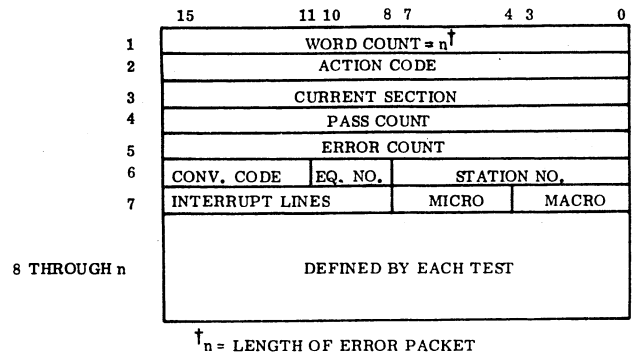 15 11 10 8 7 4 3 0
1 WORD COUNT = n†
2 ACTION CODE
3 CURRENT SECTION
4 PASS COUNT
5 ERROR COUNT
6 CONV. CODE EQ. NO. STATION NO.
7 INTERRUPT LINES MICRO MACRO
8 THROUGH n DEFINED BY EACH TEST
†n = LENGTH OF ERROR PACKET